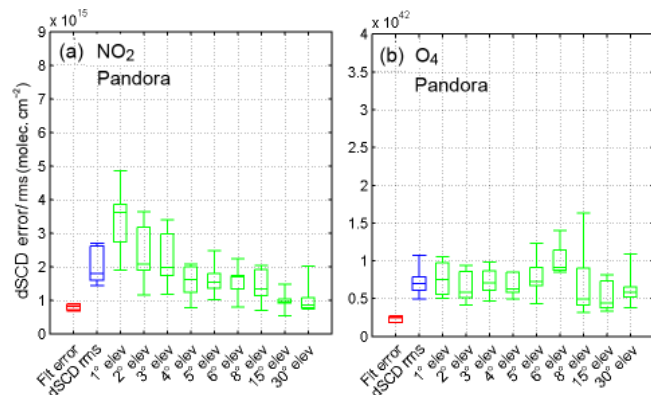 x 10^15
(a) NO2
Pandora
dSCD error/rms (molec.cm^-2)
9
8
7
6
5
4
3
2
1
0
Fit error
dSCD rms
1° elev
2° elev
3° elev
4° elev
5° elev
6° elev
8° elev
15° elev
30° elev
x 10^42
(b) O4
Pandora
4
3.5
3
2.5
2
1.5
1
0.5
0
Fit error
dSCD rms
1° elev
2° elev
3° elev
4° elev
5° elev
6° elev
8° elev
15° elev
30° elev